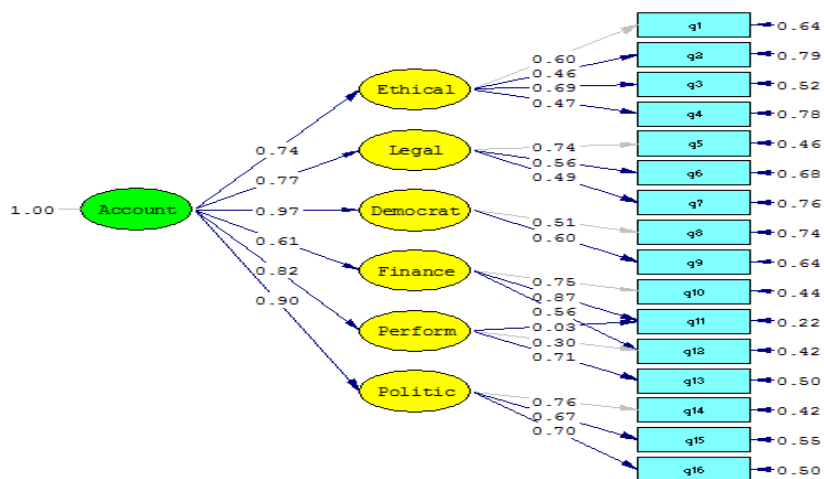 q1 0.64
0.60
q2 0.79
0.46
Ethical
0.69
q3 0.52
0.47
q4 0.78
0.74
Legal
0.74
q5 0.46
0.77
0.56
q6 0.68
0.49
q7 0.76
1.00 Account
0.97
Democrat
0.51
q8 0.74
0.61
0.60
q9 0.64
0.82
Finance
0.75
q10 0.44
0.90
0.87
0.56
q11 0.22
Perform
0.03
0.30
q12 0.42
0.71
q13 0.50
Politic
0.76
q14 0.42
0.67
q15 0.55
0.70
q16 0.50